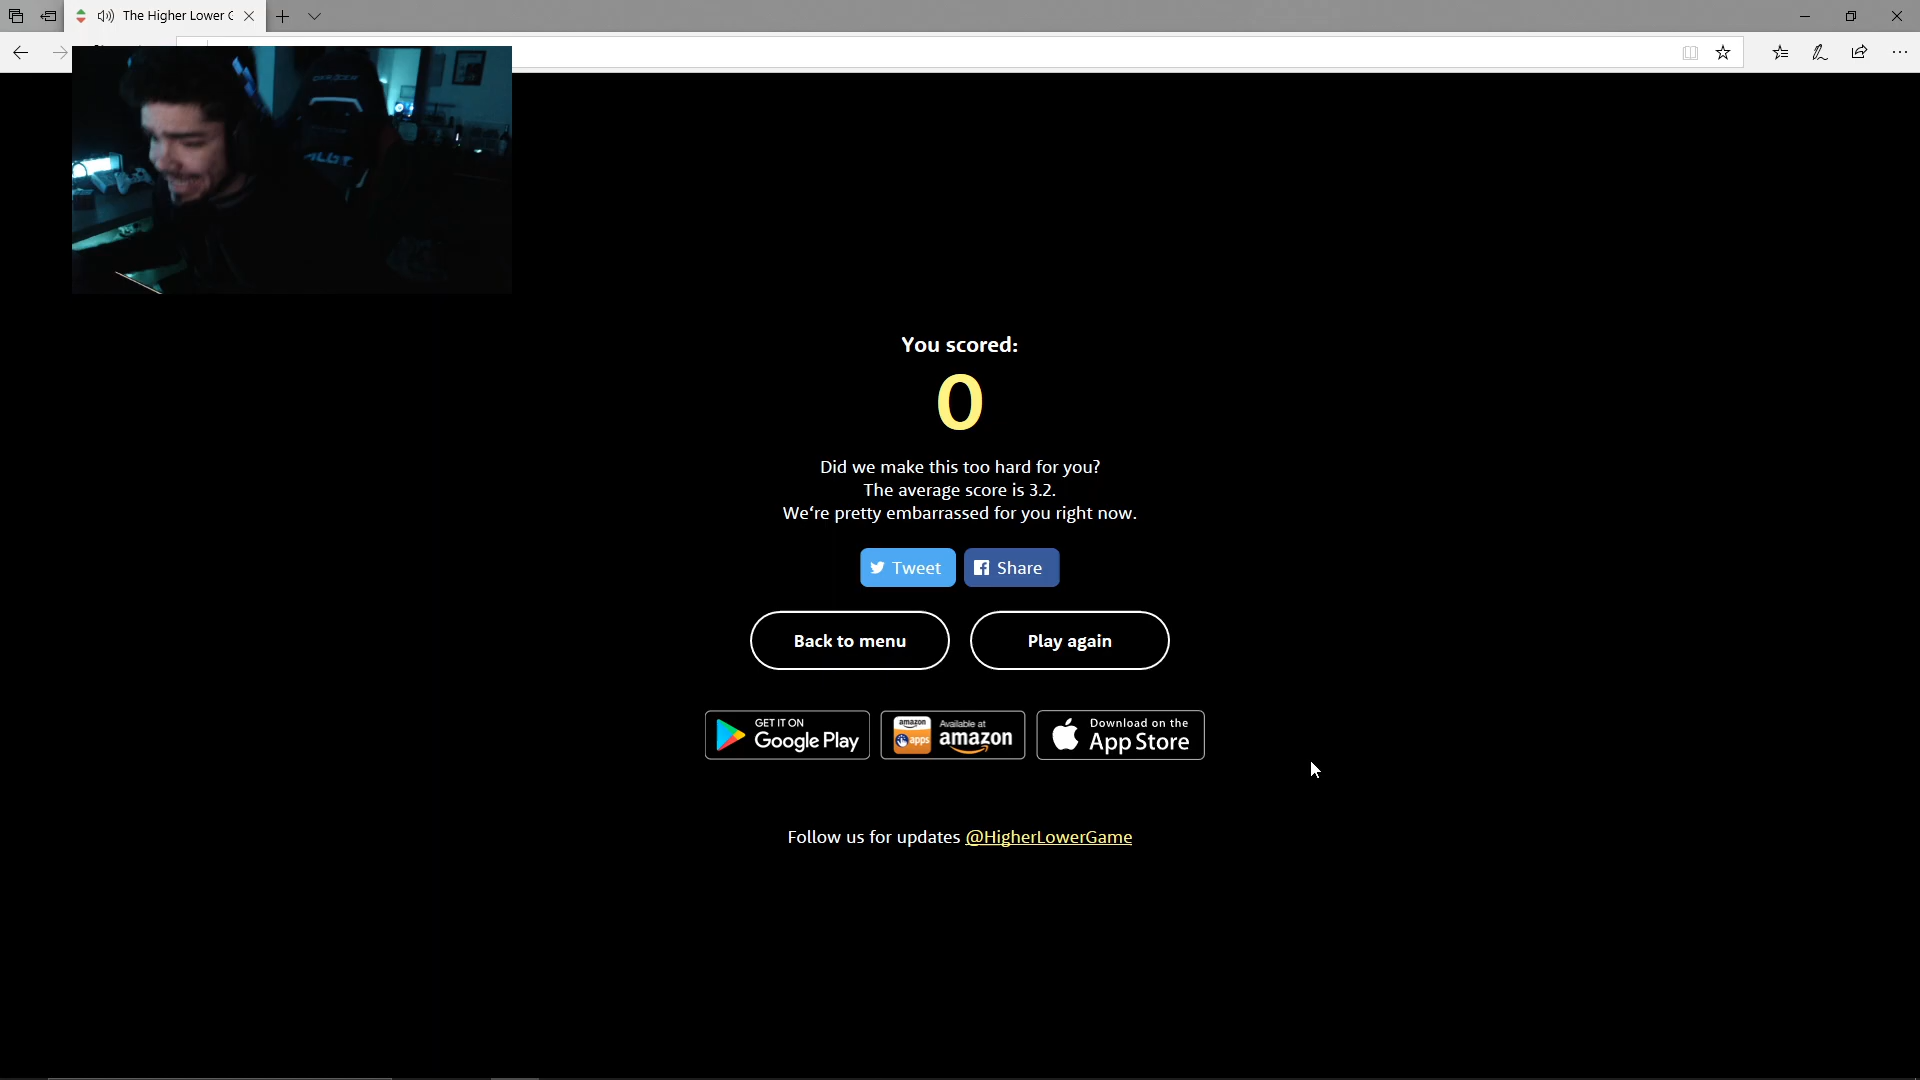 The Higher Lower G
You scored:
0
Did we make this too hard for you?
The average score is 3.2.
We're pretty embarrassed for you right now.
Tweet
Share
Back to menu
Play again
GET IT ON
Google Play
amazon
apps
Available at
amazon
Download on the
App Store
Follow us for updates @HigherLowerGame